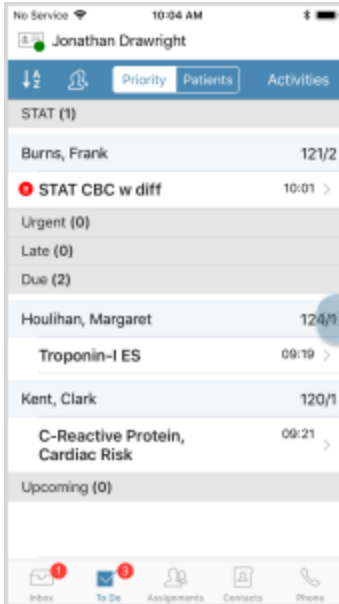 No Service 10:04 AM
Jonathan Drawright
Priority Patients Activities
STAT (1)
Burns, Frank 121/2
STAT CBC w diff 10:01
Urgent (0)
Late (0)
Due (2)
Houlihan, Margaret 124/1
Troponin-I ES 09:19
Kent, Clark 120/1
C-Reactive Protein, 09:21
Cardiac Risk
Upcoming (0)
1 3
Inbox To Do Assignments Contacts Phone